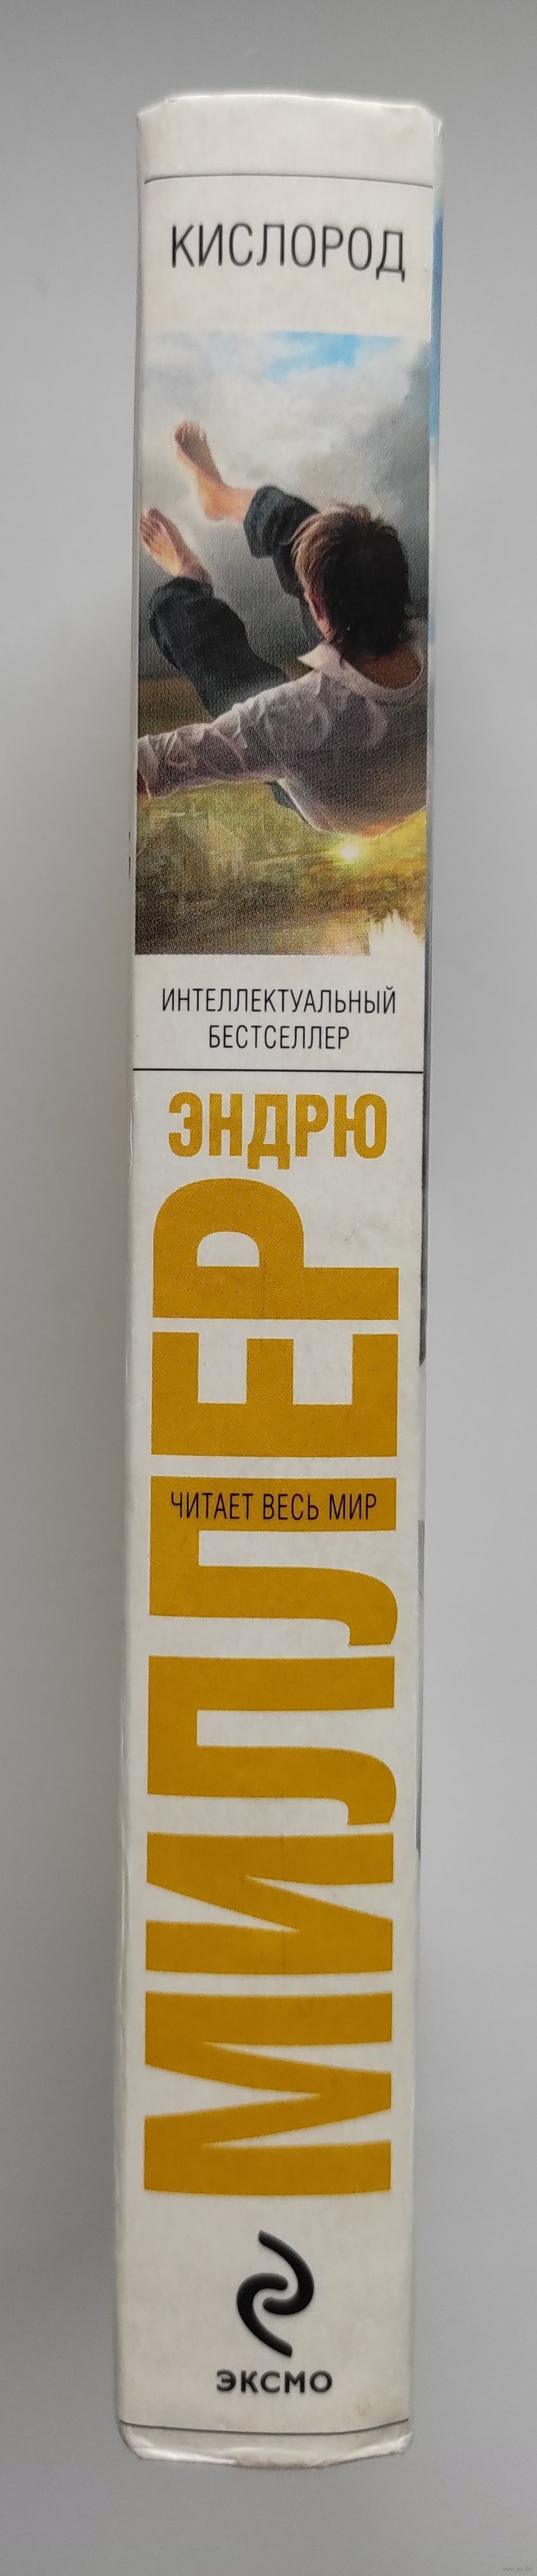 КИСЛОРОД
ИНТЕЛЛЕКТУАЛЬНЫЙ
БЕСТСЕЛЛЕР
ЭНДРЮ
МИЛЛЕР
ЧИТАЕТ ВЕСЬ МИР
ЭКСМО